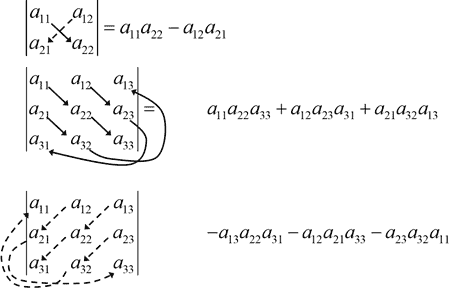 |a₁₁ a₁₂|
|a₂₁ a₂₂| = a₁₁a₂₂ − a₁₂a₂₁
|a₁₁ a₁₂ a₁₃|
|a₂₁ a₂₂ a₂₃| = a₁₁a₂₂a₃₃ + a₁₂a₂₃a₃₁ + a₂₁a₃₂a₁₃
|a₃₁ a₃₂ a₃₃|
|a₁₁ a₁₂ a₁₃|
|a₂₁ a₂₂ a₂₃| −a₁₃a₂₂a₃₁ − a₁₂a₂₁a₃₃ − a₂₃a₃₂a₁₁
|a₃₁ a₃₂ a₃₃|